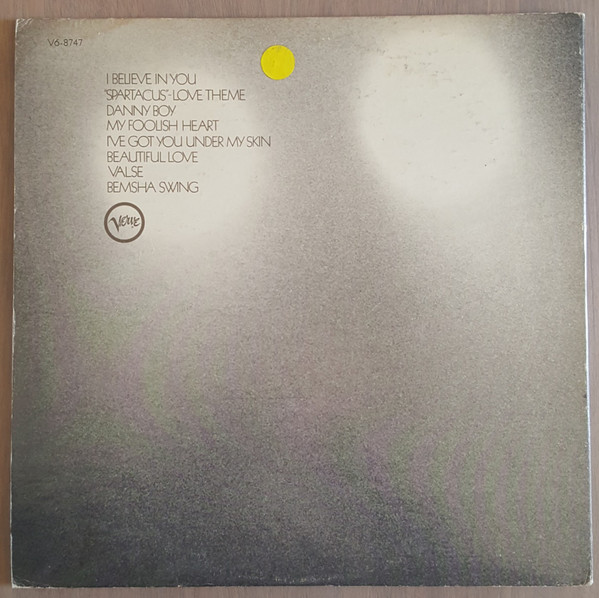 V6-8747
I BELIEVE IN YOU
"SPARTACUS"-LOVE THEME
DANNY BOY
MY FOOLISH HEART
I'VE GOT YOU UNDER MY SKIN
BEAUTIFUL LOVE
VALSE
BEMSHA SWING
Verve